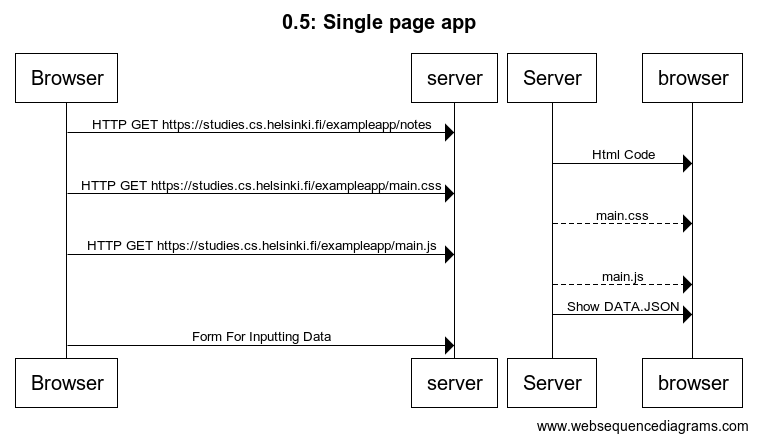 0.5: Single page app
Browser
server
Server
browser
HTTP GET https://studies.cs.helsinki.fi/exampleapp/notes
Html Code
HTTP GET https://studies.cs.helsinki.fi/exampleapp/main.css
main.css
HTTP GET https://studies.cs.helsinki.fi/exampleapp/main.js
main.js
Show DATA.JSON
Form For Inputting Data
Browser
server
Server
browser
www.websequencediagrams.com